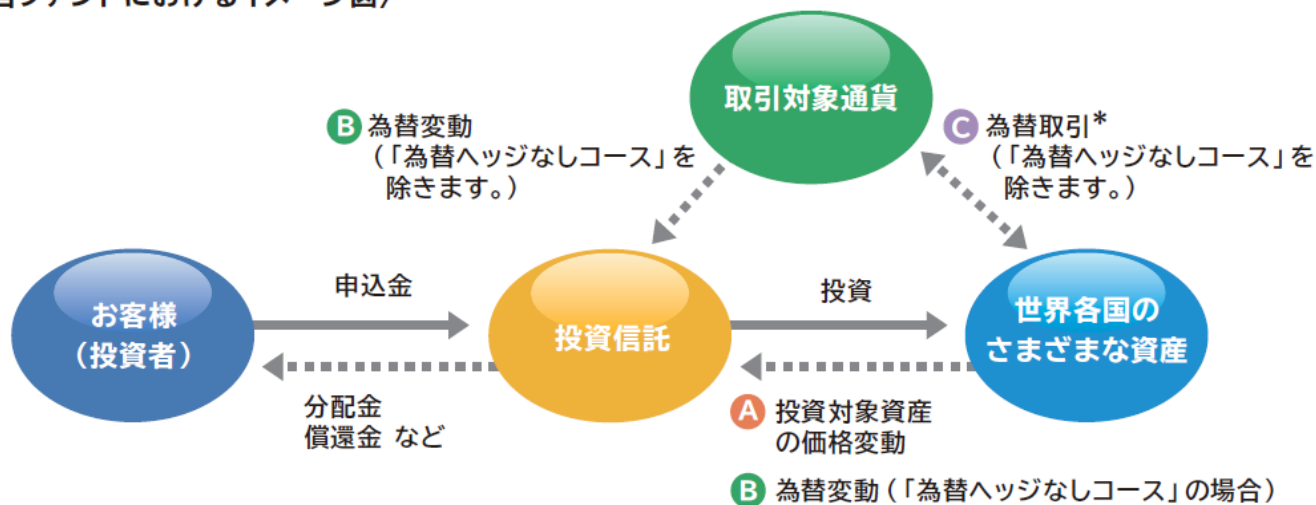 取引対象通貨
B 為替変動
（「為替ヘッジなしコース」を
除きます。）
C 為替取引*
（「為替ヘッジなしコース」を
除きます。）
お客様
（投資者）
申込金
投資信託
投資
世界各国の
さまざまな資産
分配金
償還金 など
A 投資対象資産
の価格変動
B 為替変動（「為替ヘッジなしコース」の場合）